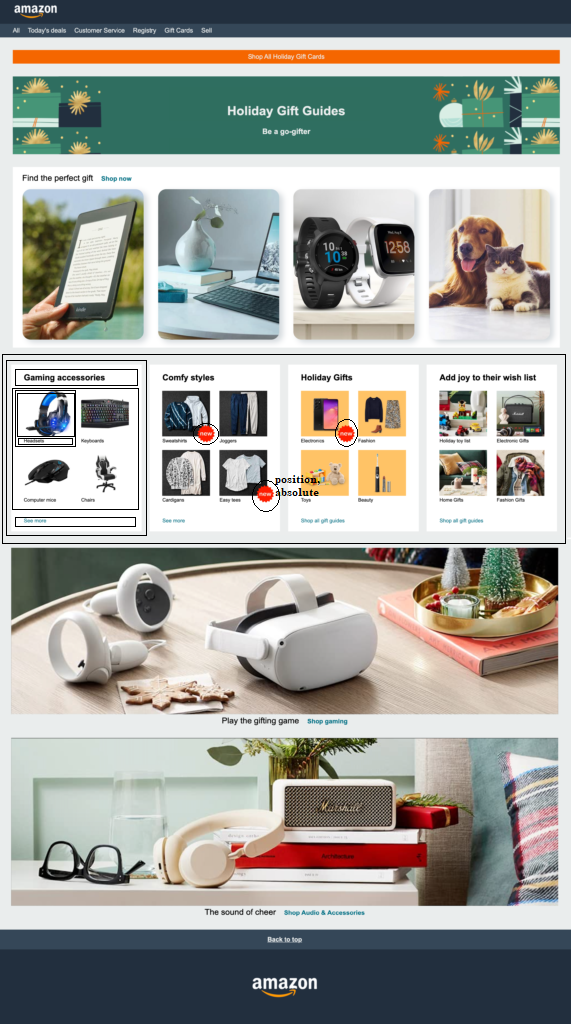 amazon
All Today's deals Customer Service Registry Gift Cards Sell
Shop All Holiday Gift Cards
Holiday Gift Guides
Be a go-gifter
Find the perfect gift Shop now
kindle
10:10
1258
Gaming accessories
Headsets
Keyboards
Computer mice
Chairs
See more
Comfy styles
Sweatshirts
new
Joggers
Cardigans
Easy tees
new
See more
position,
absolute
Holiday Gifts
Electronics
new
Fashion
Toys
Beauty
Shop all gift guides
Add joy to their wish list
Holiday toy list
Electronic Gifts
Home Gifts
Fashion Gifts
Shop all gift guides
Play the gifting game Shop gaming
Marshall
Architecture
The sound of cheer Shop Audio & Accessories
Back to top
amazon